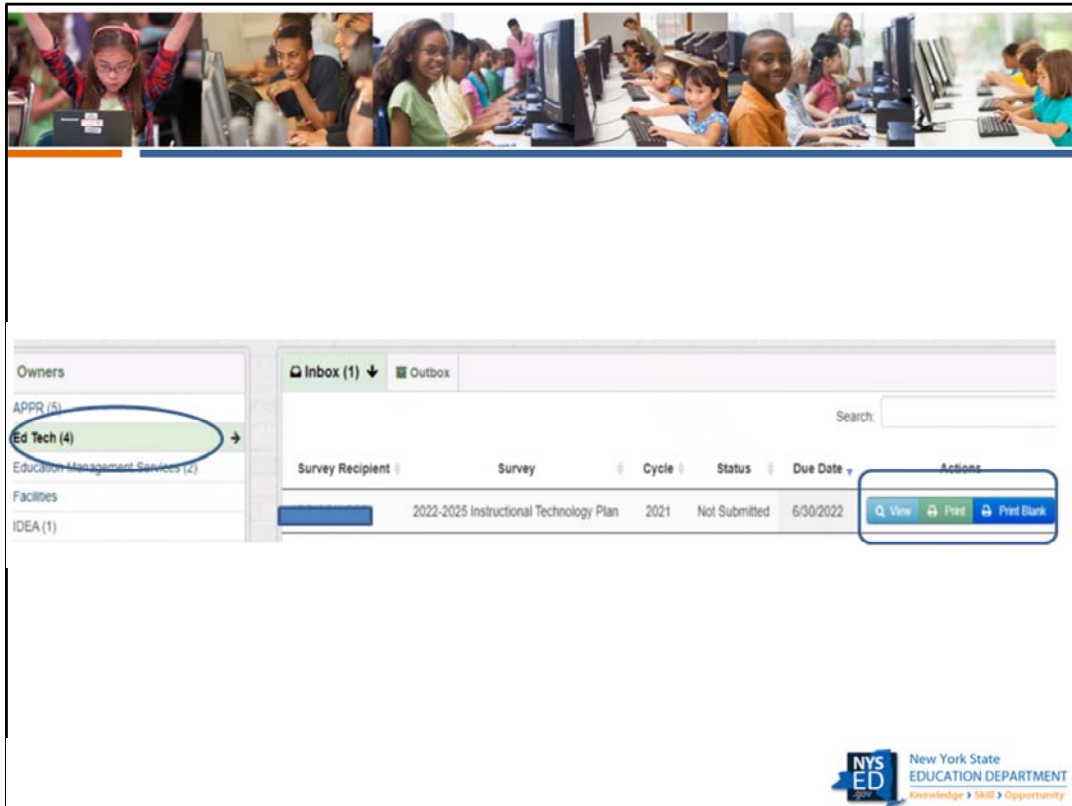 Owners
APPR (5)
Ed Tech (4)
Education Management Services (2)
Facilities
IDEA (1)
Inbox (1) Outbox
Search:
Survey Recipient Survey Cycle Status Due Date Actions
2022-2025 Instructional Technology Plan 2021 Not Submitted 6/30/2022 View Print Print Blank
NYS
ED
.gov
New York State
EDUCATION DEPARTMENT
Knowledge > Skill > Opportunity